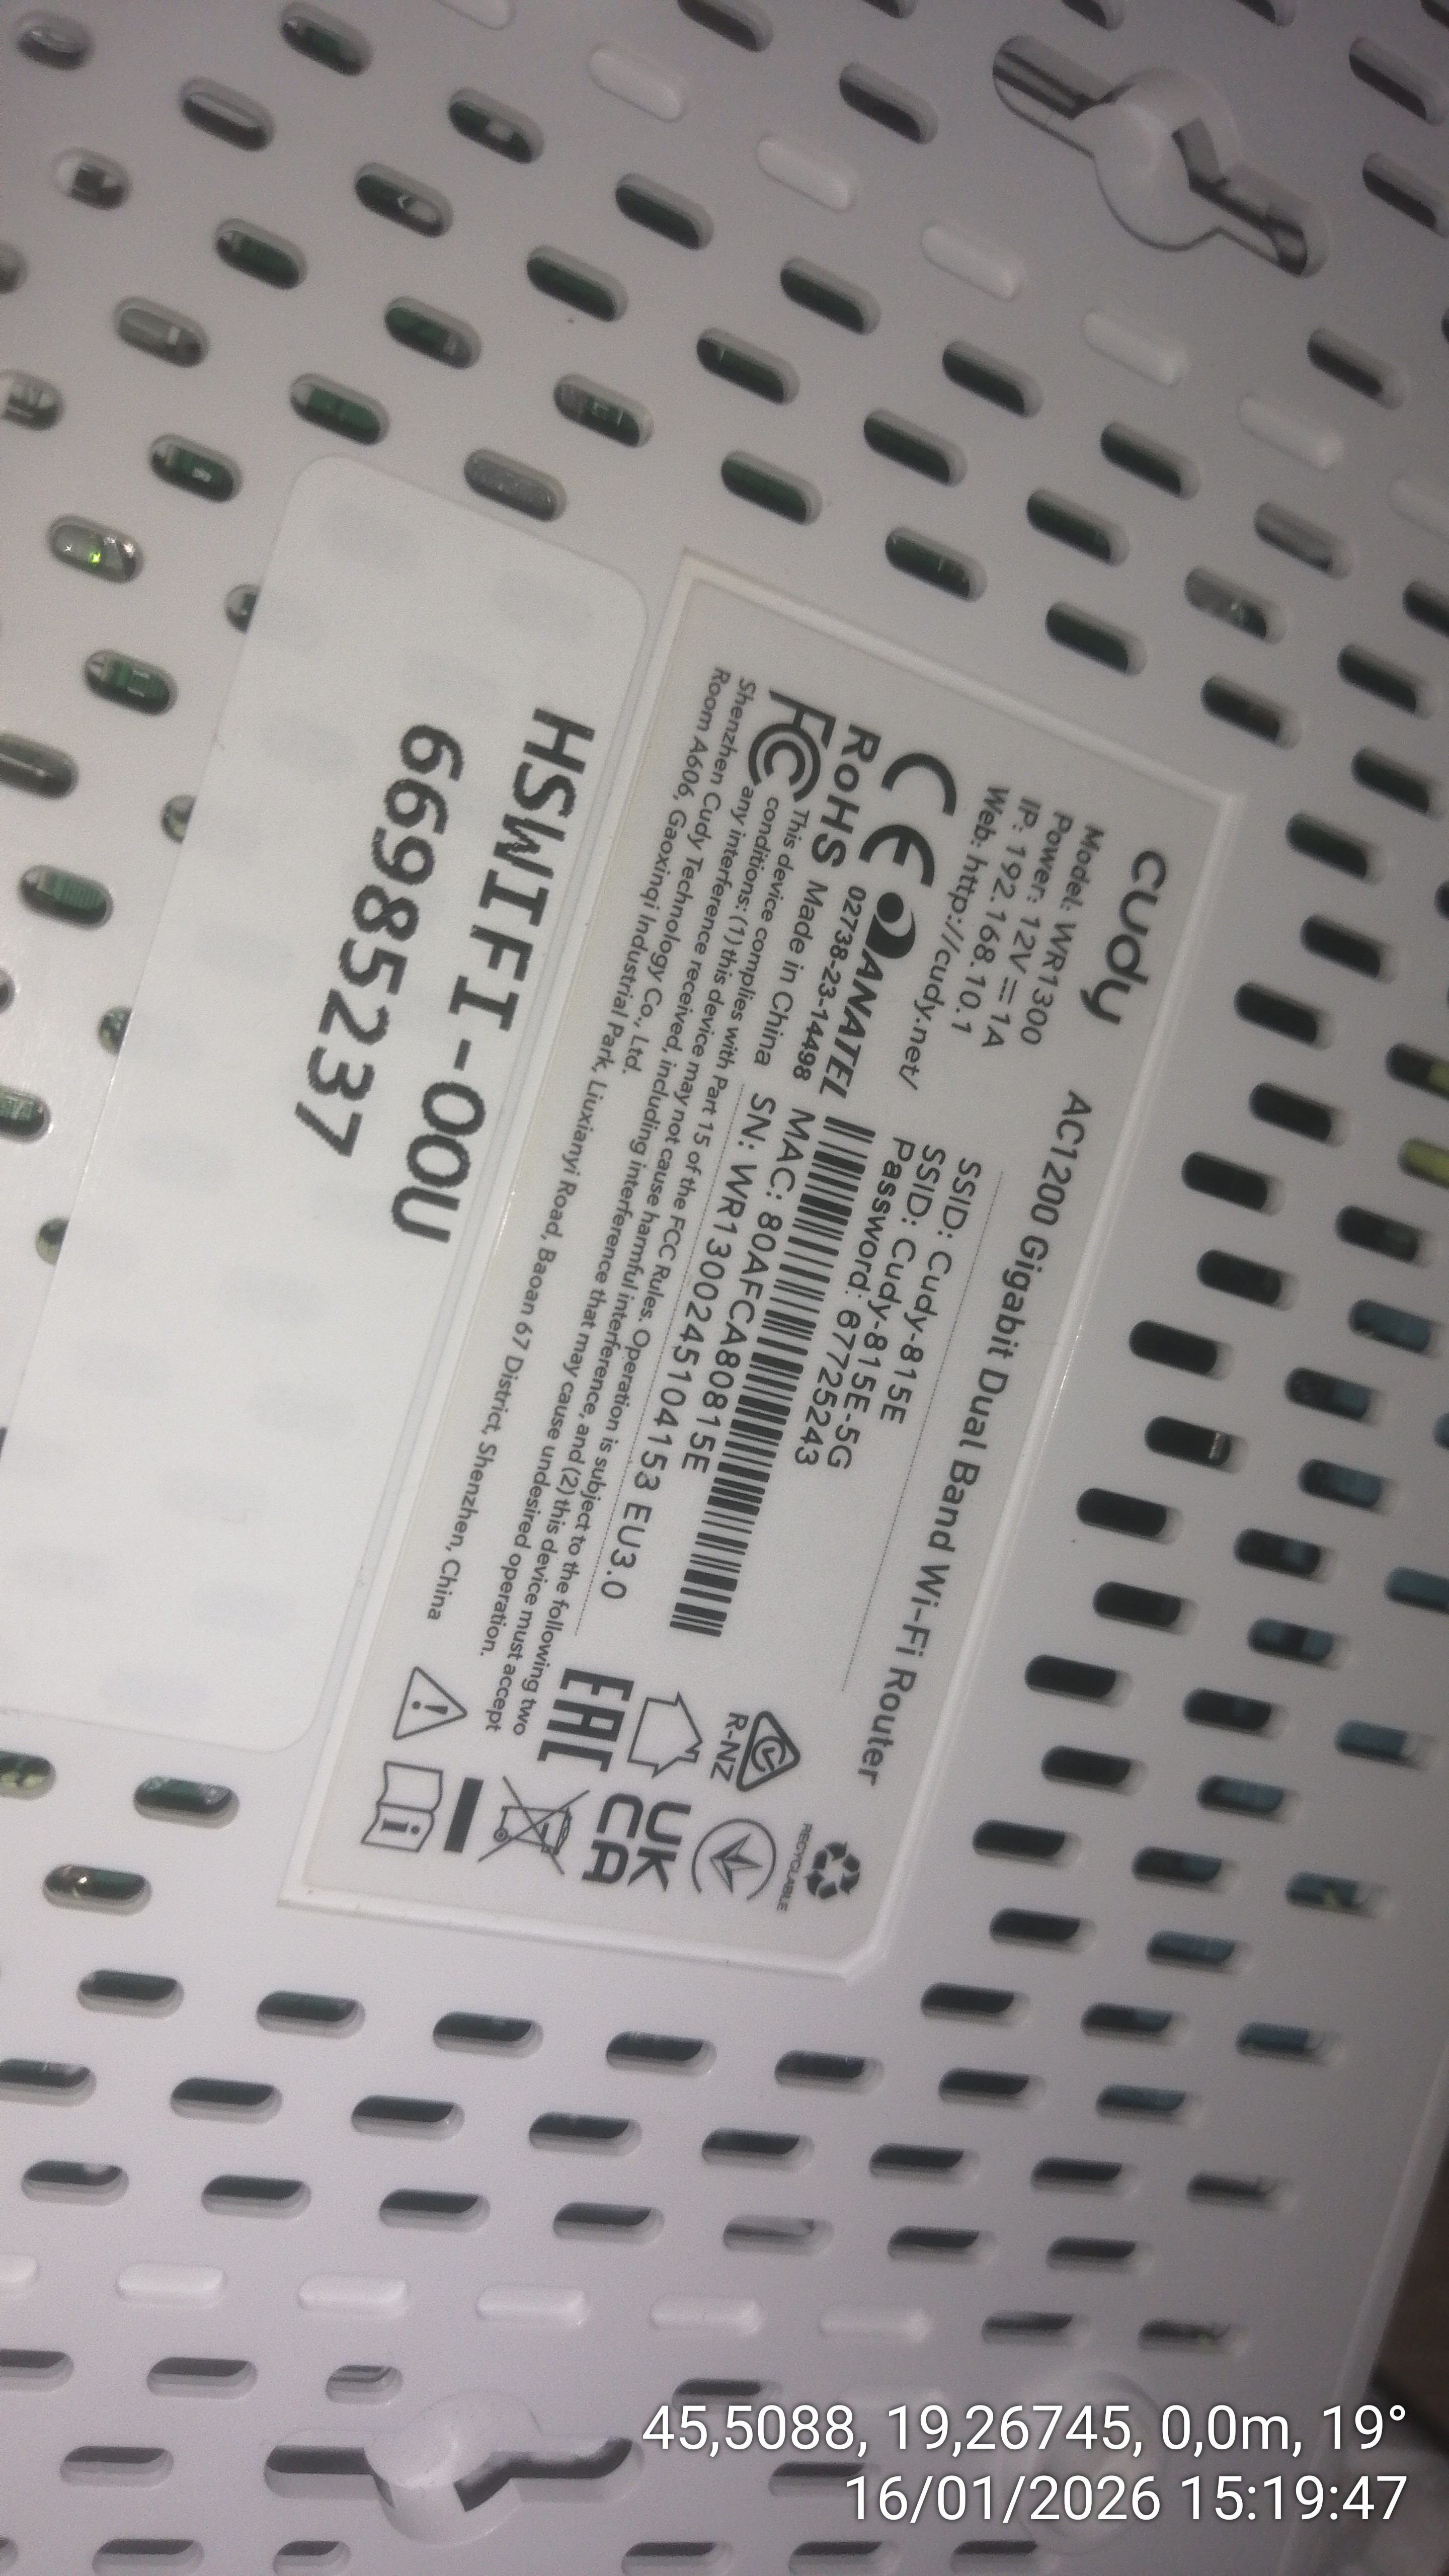 cudy
AC1200 Gigabit Dual Band Wi-Fi Router
Model: WR1300
Power: 12V ⎓ 1A
IP: 192.168.10.1
Web: http://cudy.net/
SSID: Cudy-815E
SSID: Cudy-815E-5G
Password: 67725243
CE ANATEL
02738-23-14498
RoHS Made in China
MAC: 80AFCA80815E
SN: WR1300245104153 EU3.0
FC This device complies with Part 15 of the FCC Rules. Operation is subject to the following two
conditions: (1) this device may not cause harmful interference, and (2) this device must accept
any interference received, including interference that may cause undesired operation.
Shenzhen Cudy Technology Co., Ltd.
Room A606, Gaoxinqi Industrial Park, Liuxianyi Road, Baoan 67 District, Shenzhen, China
RECYCLABLE
R-NZ
UK
CA
EAC
HSWIFI-00U
66985237
45,5088, 19,26745, 0,0m, 19°
16/01/2026 15:19:47